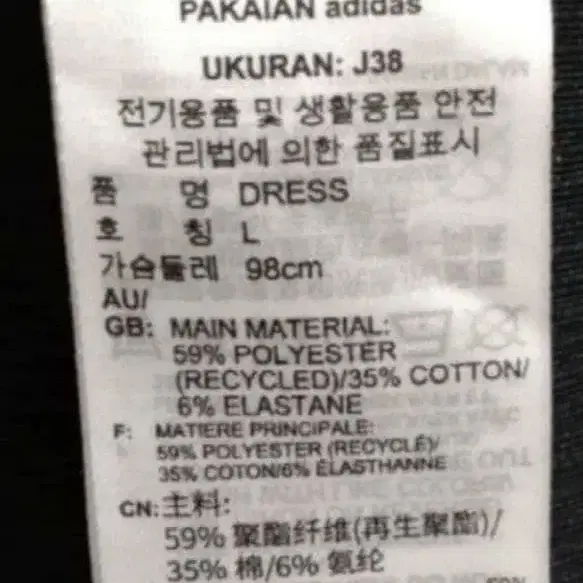 PAKAIAN adidas
UKURAN: J38
전기용품 및 생활용품 안전
관리법에 의한 품질표시
품 명 DRESS
호 칭 L
가슴둘레 98cm
AU/
GB: MAIN MATERIAL:
59% POLYESTER
(RECYCLED)/35% COTTON/
6% ELASTANE
F: MATIERE PRINCIPALE:
59% POLYESTER (RECYCLÉ)/
35% COTON/6% ÉLASTHANNE
CN: 主料:
59% 聚酯纤维(再生聚酯)/
35% 棉/6% 氨纶